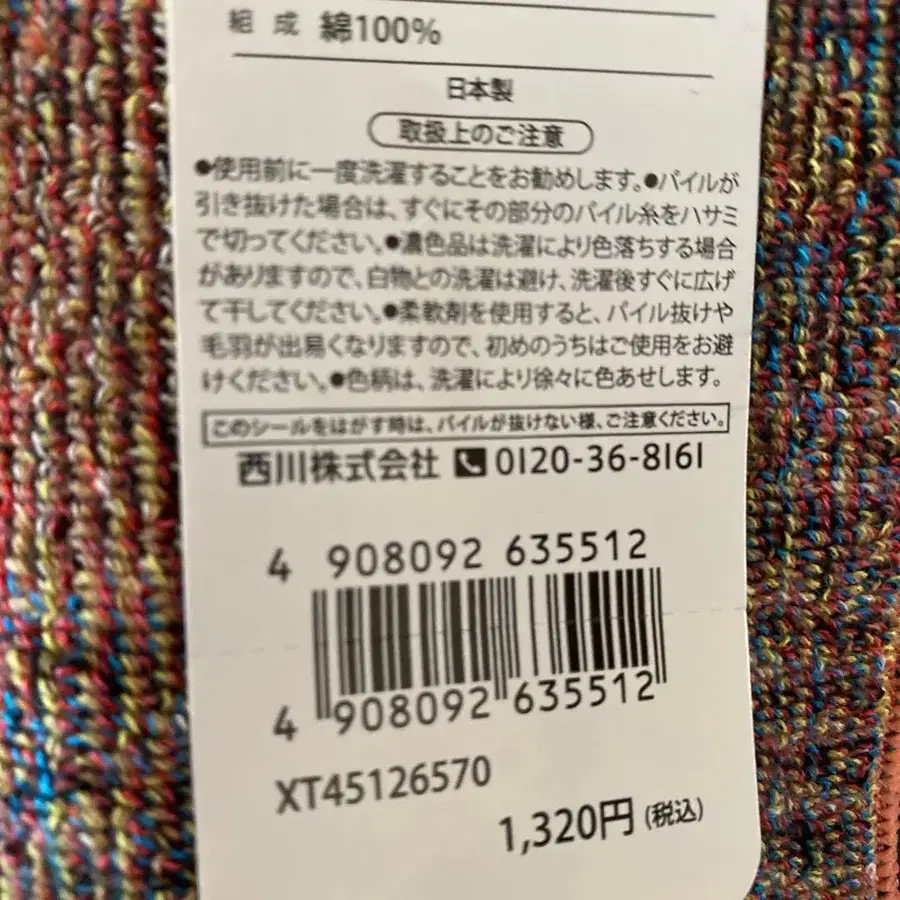 組成 綿100%
日本製
取扱上のご注意
●使用前に一度洗濯することをお勧めします。●パイルが
引き抜けた場合は、すぐにその部分のパイル糸をハサミ
で切ってください。●濃色品は洗濯により色落ちする場合
がありますので、白物との洗濯は避け、洗濯後すぐに広げ
て干してください。●柔軟剤を使用すると、パイル抜けや
毛羽が出易くなりますので、初めのうちはご使用をお避
けください。●色柄は、洗濯により徐々に色あせします。
このシールをはがす時は、パイルが抜けない様、ご注意ください。
西川株式会社 0120-36-8161
4 908092 635512
4 908092 635512
XT45126570
1,320円(税込)